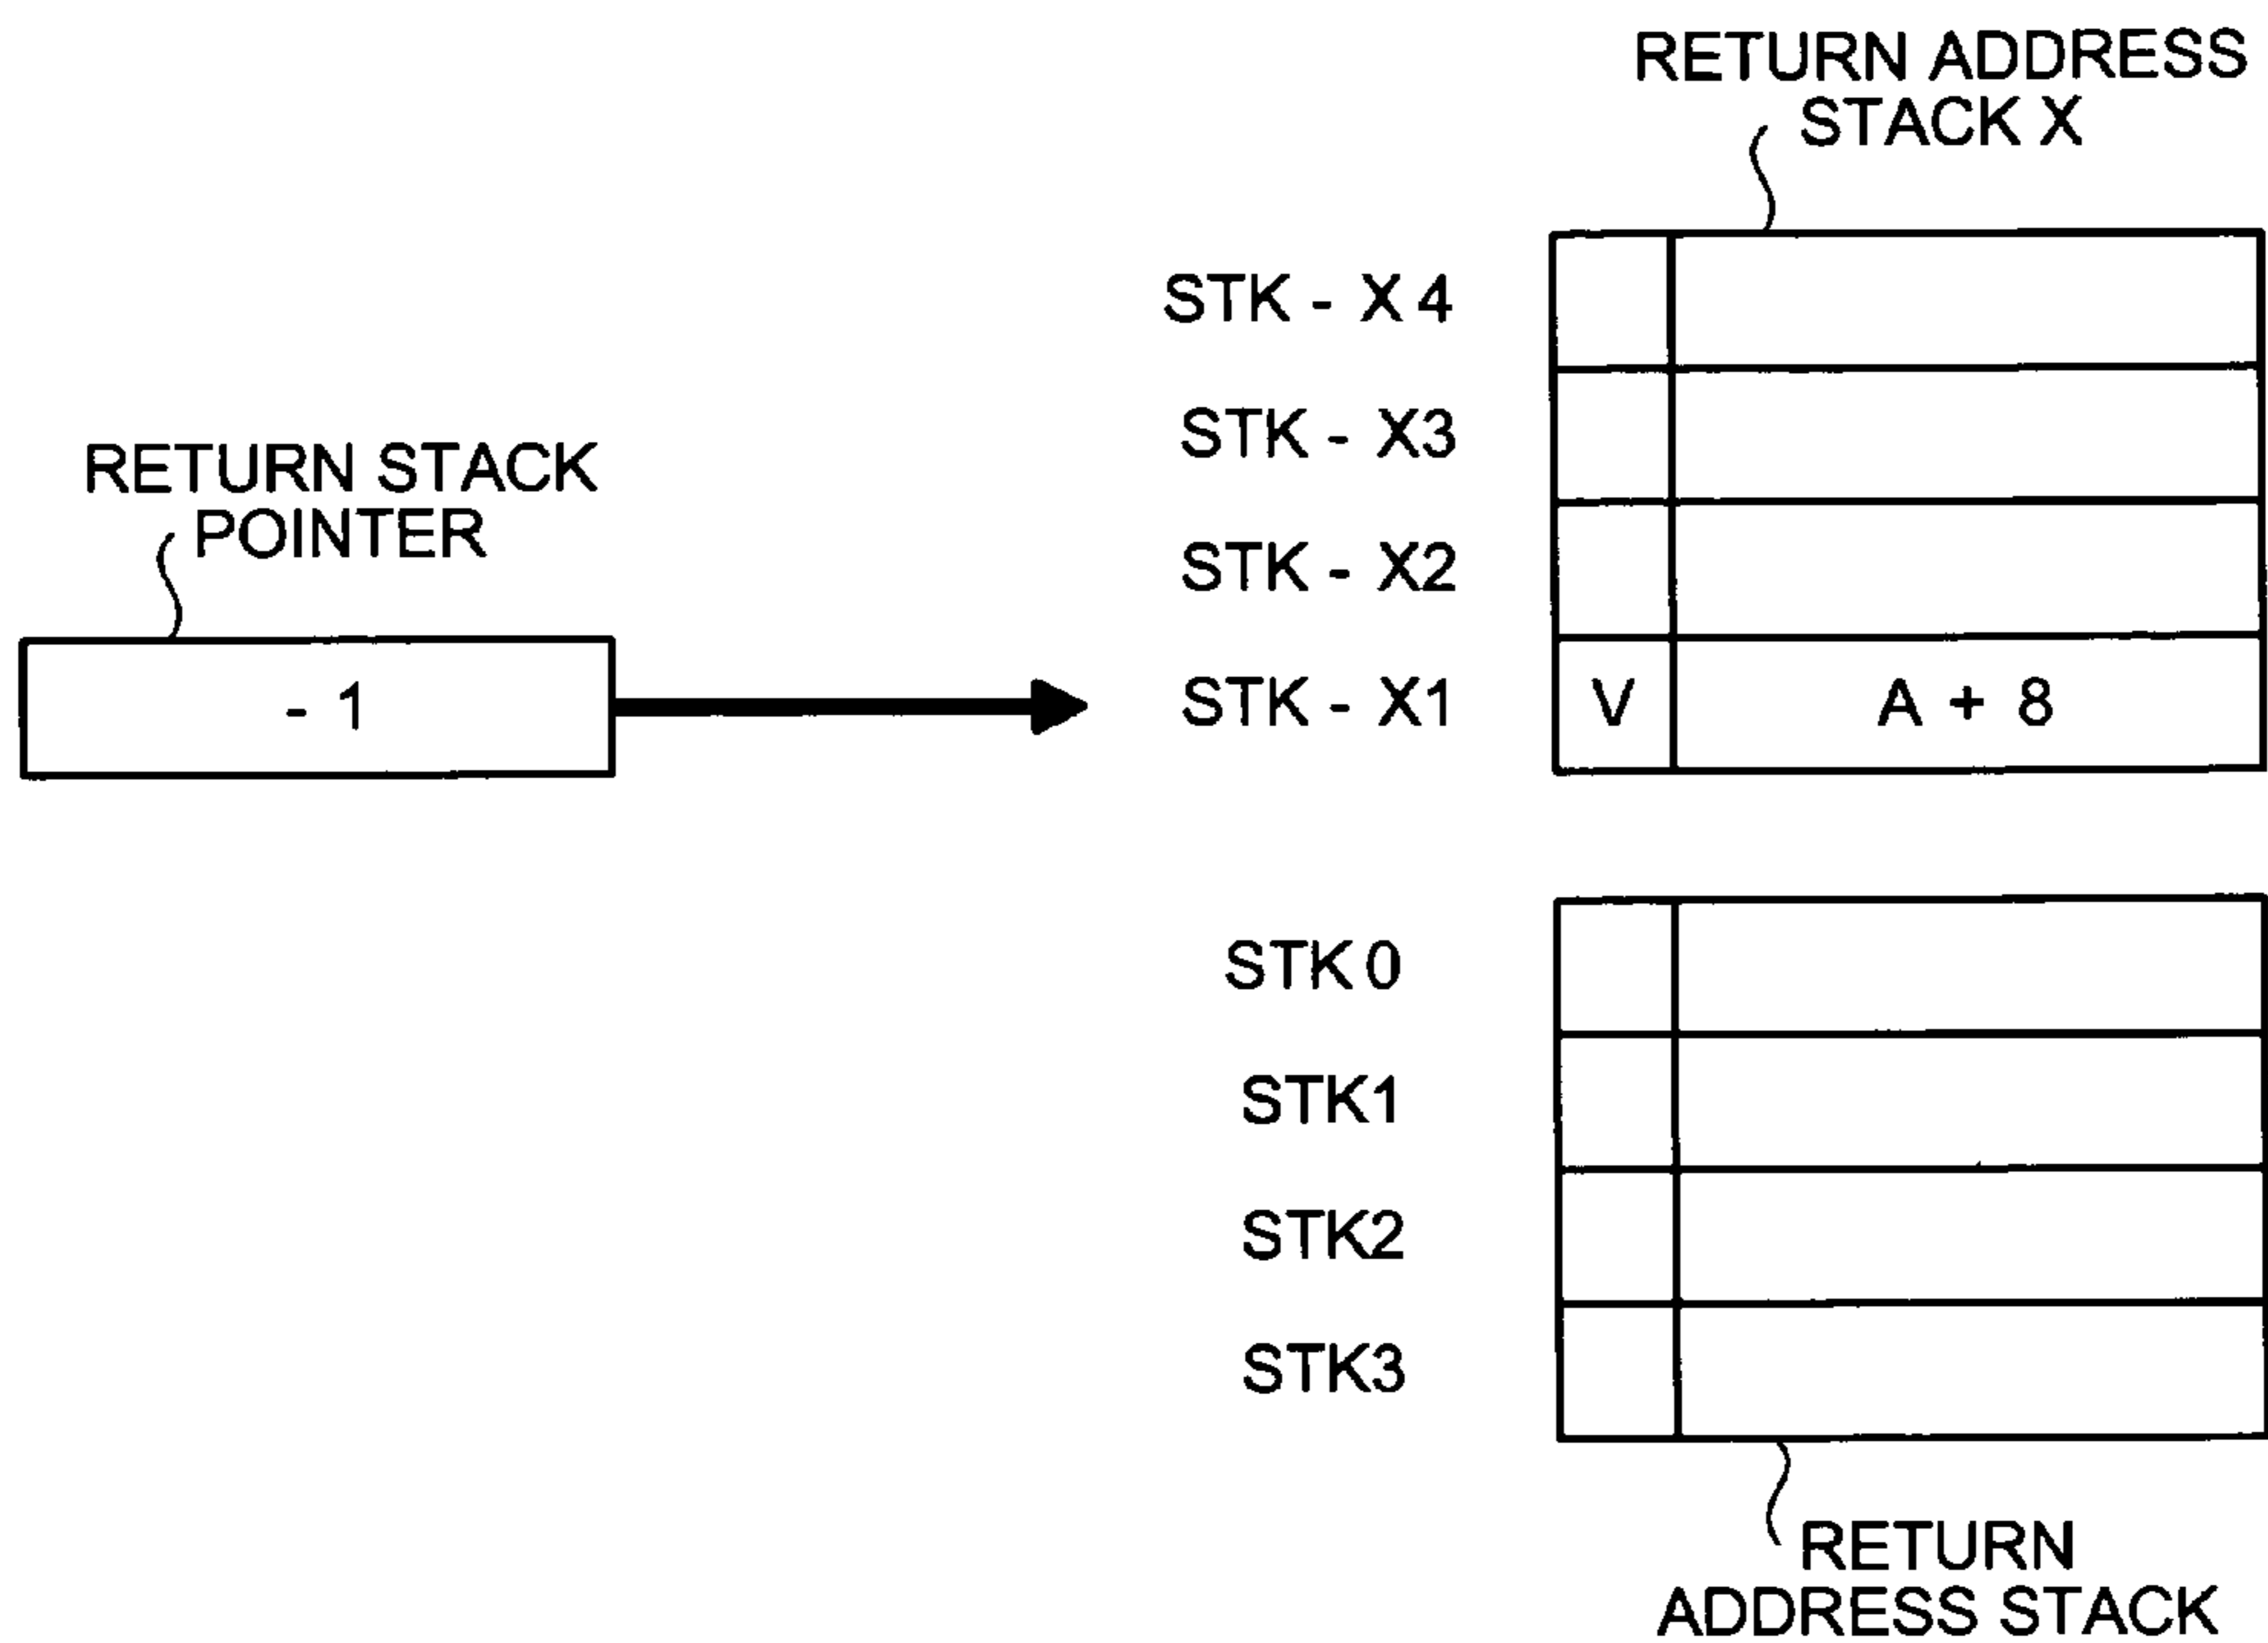 RETURN ADDRESS
STACK X
STK - X4
STK - X3
RETURN STACK
POINTER
STK - X2
- 1
STK - X1
V
A + 8
STK0
STK1
STK2
STK3
RETURN
ADDRESS STACK